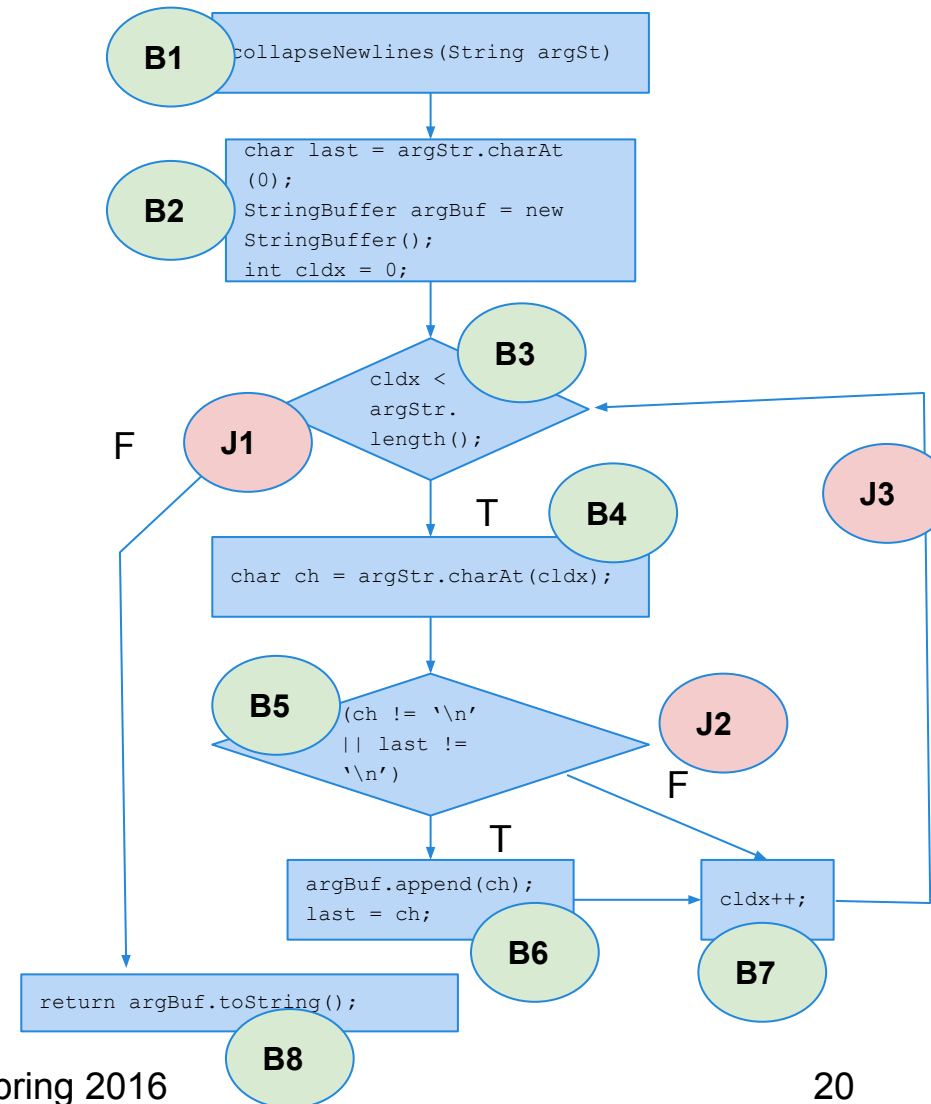 B1
collapseNewlines(String argSt)
B2
char last = argStr.charAt
(0);
StringBuffer argBuf = new
StringBuffer();
int cldx = 0;
B3
cldx <
argStr.
length();
F
J1
J3
T
B4
char ch = argStr.charAt(cldx);
B5
(ch != ‘\n’
|| last !=
‘\n’)
J2
F
T
argBuf.append(ch);
last = ch;
B6
cldx++;
B7
return argBuf.toString();
B8
pring 2016
20